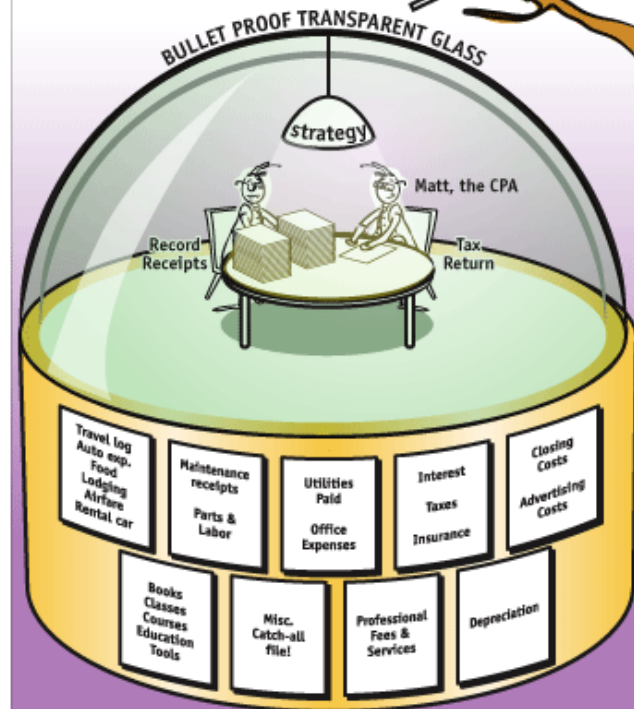 BULLET PROOF TRANSPARENT GLASS
strategy
Matt, the CPA
Record
Receipts
Tax
Return
Travel log
Auto exp.
Food
Lodging
Airfare
Rental car
Maintenance
receipts
Parts &
Labor
Utilities
Paid
Office
Expenses
Interest
Taxes
Insurance
Closing
Costs
Advertising
Costs
Books
Classes
Courses
Education
Tools
Misc.
Catch-all
file!
Professional
Fees &
Services
Depreciation